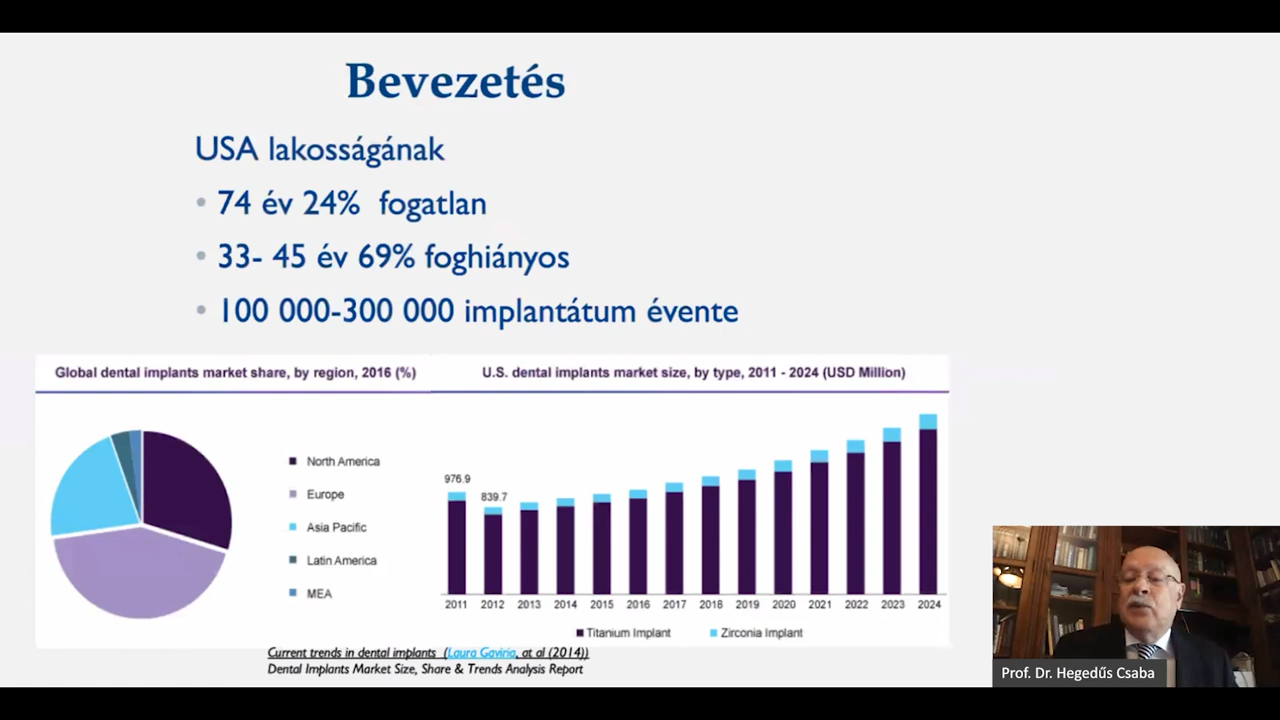 Bevezetés
USA lakosságának
• 74 év 24% fogatlan
• 33- 45 év 69% foghiányos
• 100 000-300 000 implantátum évente
Global dental implants market share, by region, 2016 (%)
North America
Europe
Asia Pacific
Latin America
MEA
U.S. dental implants market size, by type, 2011 - 2024 (USD Million)
976.9
839.7
2011 2012 2013 2014 2015 2016 2017 2018 2019 2020 2021 2022 2023 2024
Titanium Implant Zirconia Implant
Current trends in dental implants (Laura Gaviria, at al (2014))
Dental Implants Market Size, Share & Trends Analysis Report
Prof. Dr. Hegedűs Csaba